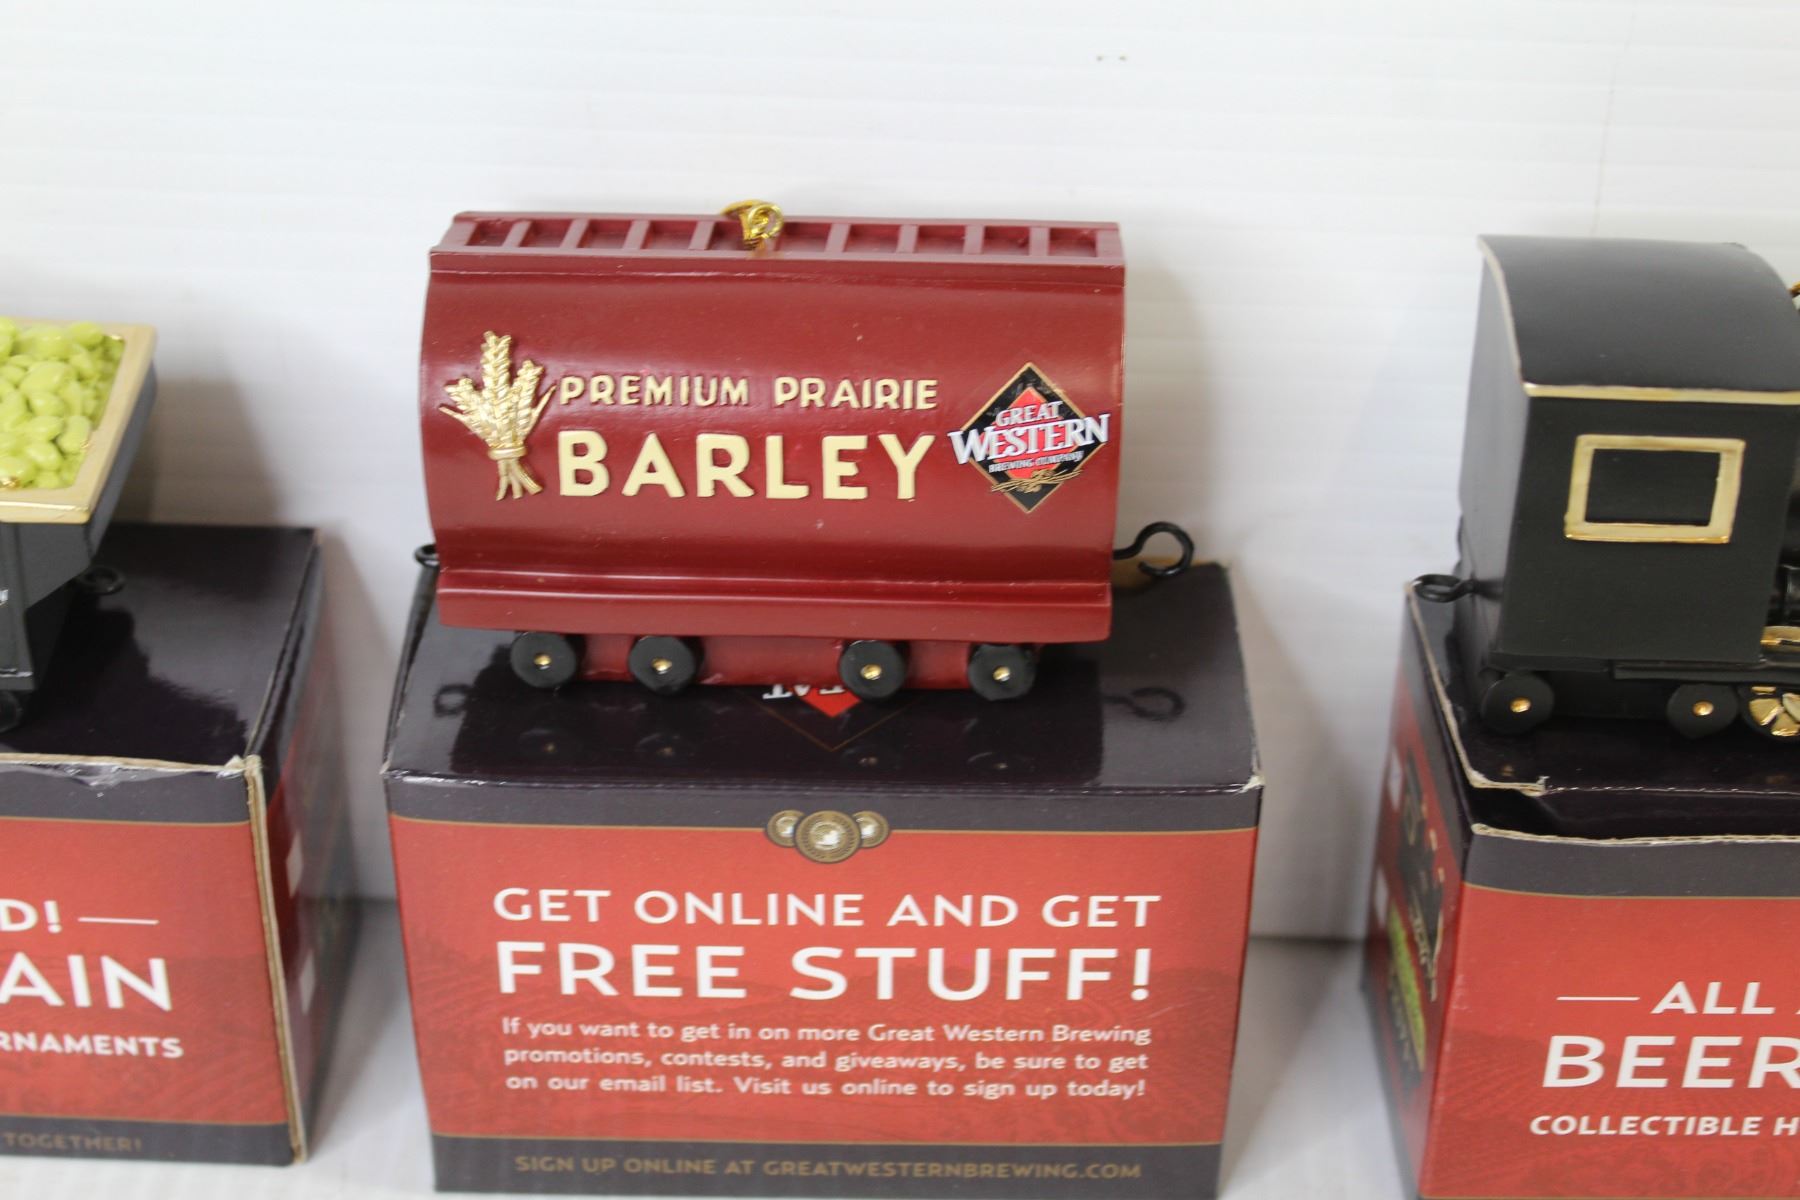 PREMIUM PRAIRIE
BARLEY
GREAT
WESTERN
BREWING COMPANY
GET ONLINE AND GET
FREE STUFF!
If you want to get in on more Great Western Brewing
promotions, contests, and giveaways, be sure to get
on our email list. Visit us online to sign up today!
SIGN UP ONLINE AT GREATWESTERNBREWING.COM
D!
AIN
RNAMENTS
TOGETHER!
ALL
BEER
COLLECTIBLE H